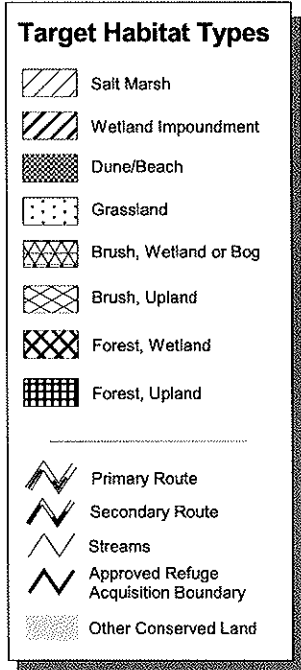 Target Habitat Types
Salt Marsh
Wetland Impoundment
Dune/Beach
Grassland
Brush, Wetland or Bog
Brush, Upland
Forest, Wetland
Forest, Upland
Primary Route
Secondary Route
Streams
Approved Refuge
Acquisition Boundary
Other Conserved Land